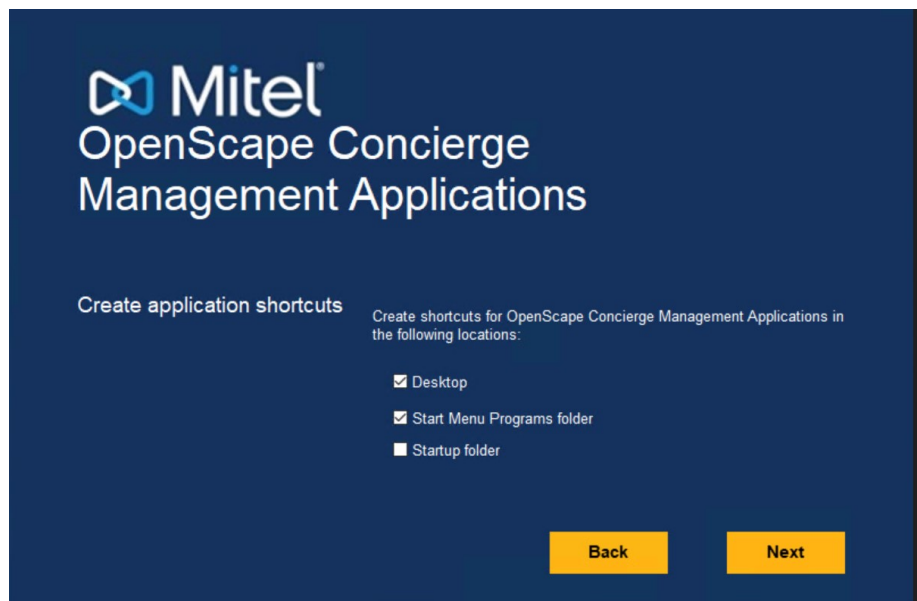 Mitel®
OpenScape Concierge
Management Applications
Create application shortcuts
Create shortcuts for OpenScape Concierge Management Applications in
the following locations:
Desktop
Start Menu Programs folder
Startup folder
Back
Next